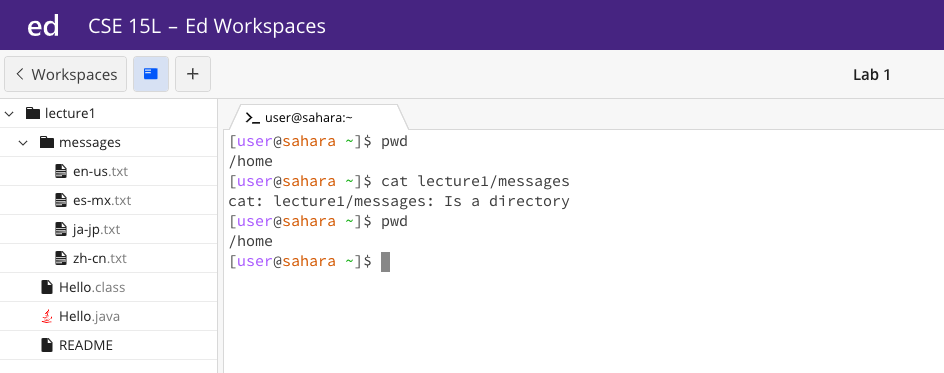 ed CSE 15L – Ed Workspaces
Workspaces
Lab 1
lecture1
messages
en-us.txt
es-mx.txt
ja-jp.txt
zh-cn.txt
Hello.class
Hello.java
README
user@sahara:~
[user@sahara ~]$ pwd
/home
[user@sahara ~]$ cat lecture1/messages
cat: lecture1/messages: Is a directory
[user@sahara ~]$ pwd
/home
[user@sahara ~]$